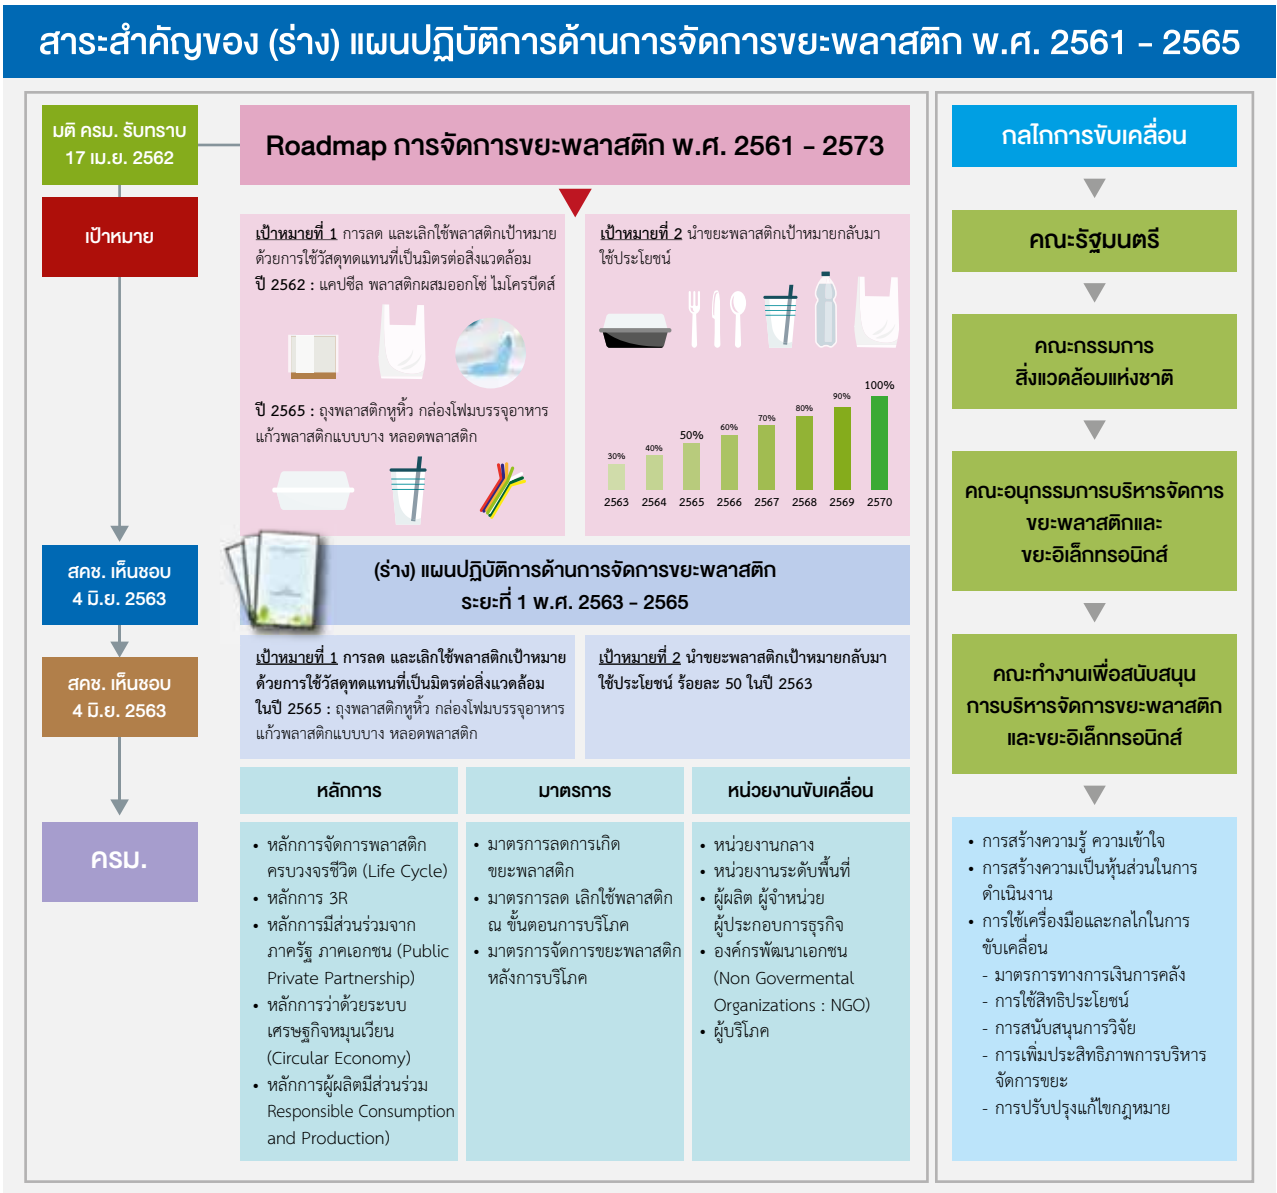 สาระสำคัญของ (ร่าง) แผนปฏิบัติการด้านการจัดการขยะพลาสติก พ.ศ. 2561 - 2565
มติ ครม. รับทราบ
17 เม.ย. 2562
Roadmap การจัดการขยะพลาสติก พ.ศ. 2561 - 2573
เป้าหมาย
เป้าหมายที่ 1 การลด และเลิกใช้พลาสติกเป้าหมาย
ด้วยการใช้วัสดุทดแทนที่เป็นมิตรต่อสิ่งแวดล้อม
ปี 2562 : แคปซีล พลาสติกผสมออกโซ่ ไมโครบีดส์
ปี 2565 : ถุงพลาสติกหูหิ้ว กล่องโฟมบรรจุอาหาร
แก้วพลาสติกแบบบาง หลอดพลาสติก
เป้าหมายที่ 2 นำขยะพลาสติกเป้าหมายกลับมา
ใช้ประโยชน์
30% 40% 50% 60% 70% 80% 90% 100%
2563 2564 2565 2566 2567 2568 2569 2570
สคช. เห็นชอบ
4 มิ.ย. 2563
(ร่าง) แผนปฏิบัติการด้านการจัดการขยะพลาสติก
ระยะที่ 1 พ.ศ. 2563 - 2565
สคช. เห็นชอบ
4 มิ.ย. 2563
เป้าหมายที่ 1 การลด และเลิกใช้พลาสติกเป้าหมาย
ด้วยการใช้วัสดุทดแทนที่เป็นมิตรต่อสิ่งแวดล้อม
ในปี 2565 : ถุงพลาสติกหูหิ้ว กล่องโฟมบรรจุอาหาร
แก้วพลาสติกแบบบาง หลอดพลาสติก
เป้าหมายที่ 2 นำขยะพลาสติกเป้าหมายกลับมา
ใช้ประโยชน์ ร้อยละ 50 ในปี 2563
ครม.
หลักการ
• หลักการจัดการพลาสติก
ครบวงจรชีวิต (Life Cycle)
• หลักการ 3R
• หลักการมีส่วนร่วมจาก
ภาครัฐ ภาคเอกชน (Public
Private Partnership)
• หลักการว่าด้วยระบบ
เศรษฐกิจหมุนเวียน
(Circular Economy)
• หลักการผู้ผลิตมีส่วนร่วม
Responsible Consumption
and Production)
มาตรการ
• มาตรการลดการเกิด
ขยะพลาสติก
• มาตรการลด เลิกใช้พลาสติก
ณ ขั้นตอนการบริโภค
• มาตรการจัดการขยะพลาสติก
หลังการบริโภค
หน่วยงานขับเคลื่อน
• หน่วยงานกลาง
• หน่วยงานระดับพื้นที่
• ผู้ผลิต ผู้จำหน่วย
ผู้ประกอบการธุรกิจ
• องค์กรพัฒนาเอกชน
(Non Govermental
Organizations : NGO)
• ผู้บริโภค
กลไกการขับเคลื่อน
คณะรัฐมนตรี
คณะกรรมการ
สิ่งแวดล้อมแห่งชาติ
คณะอนุกรรมการบริหารจัดการ
ขยะพลาสติกและ
ขยะอิเล็กทรอนิกส์
คณะทำงานเพื่อสนับสนุน
การบริหารจัดการขยะพลาสติก
และขยะอิเล็กทรอนิกส์
• การสร้างความรู้ ความเข้าใจ
• การสร้างความเป็นหุ้นส่วนในการ
ดำเนินงาน
• การใช้เครื่องมือและกลไกในการ
ขับเคลื่อน
- มาตรการทางการเงินการคลัง
- การใช้สิทธิประโยชน์
- การสนับสนุนการวิจัย
- การเพิ่มประสิทธิภาพการบริหาร
จัดการขยะ
- การปรับปรุงแก้ไขกฎหมาย